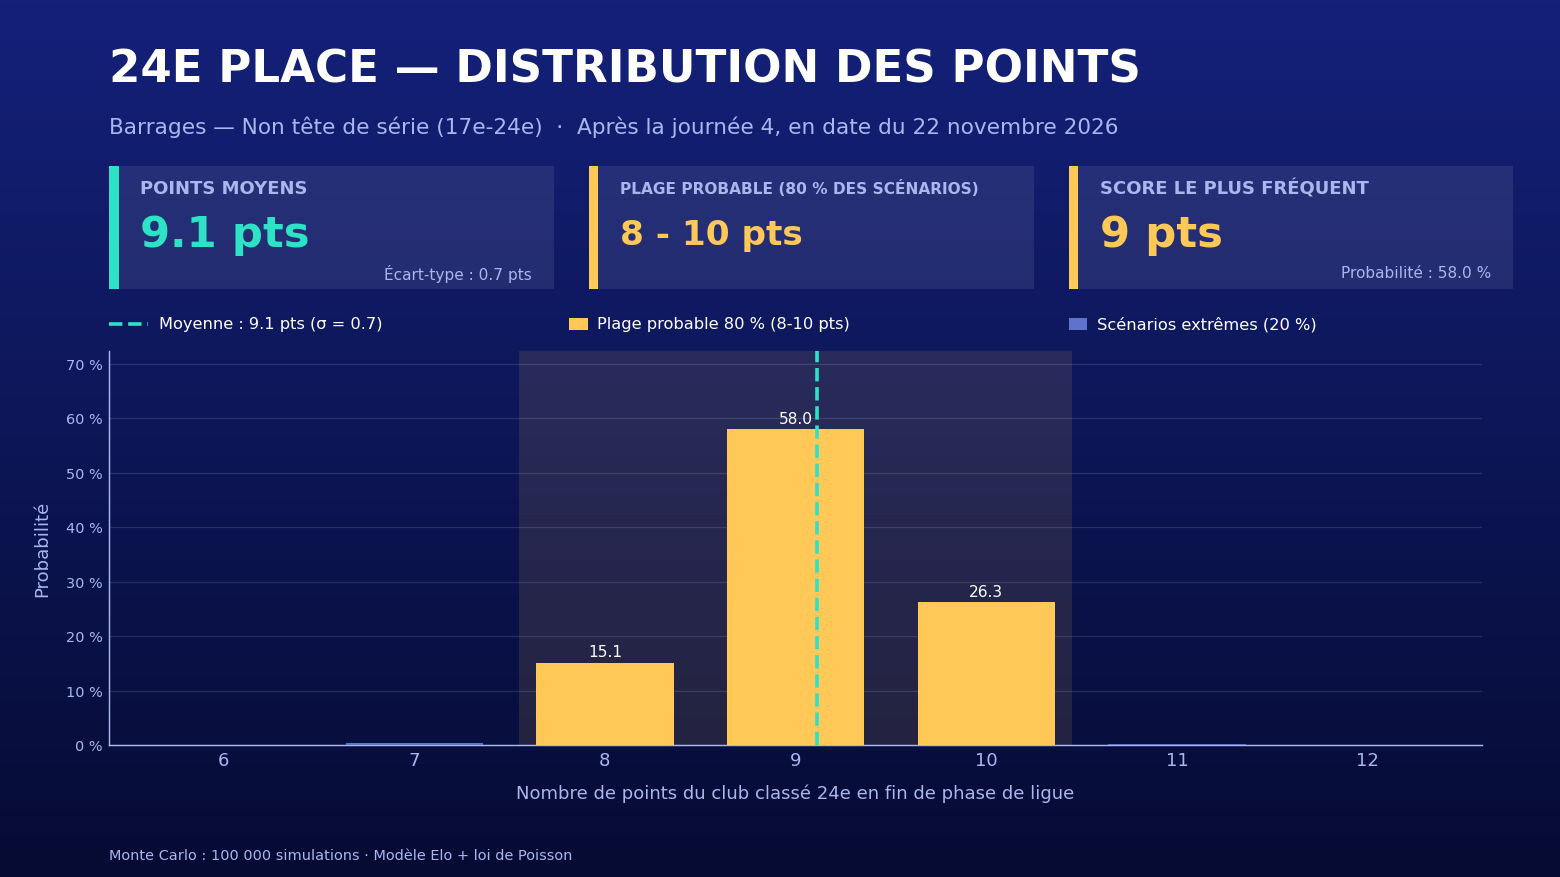 24E PLACE — DISTRIBUTION DES POINTS
Barrages — Non tête de série (17e-24e) · Après la journée 4, en date du 22 novembre 2026
POINTS MOYENS
9.1 pts
Écart-type : 0.7 pts
PLAGE PROBABLE (80 % DES SCÉNARIOS)
8 - 10 pts
SCORE LE PLUS FRÉQUENT
9 pts
Probabilité : 58.0 %
Moyenne : 9.1 pts (σ = 0.7)
Plage probable 80 % (8-10 pts)
Scénarios extrêmes (20 %)
Probabilité
70 %
60 %
50 %
40 %
30 %
20 %
10 %
0 %
15.1
58.0
26.3
6
7
8
9
10
11
12
Nombre de points du club classé 24e en fin de phase de ligue
Monte Carlo : 100 000 simulations · Modèle Elo + loi de Poisson